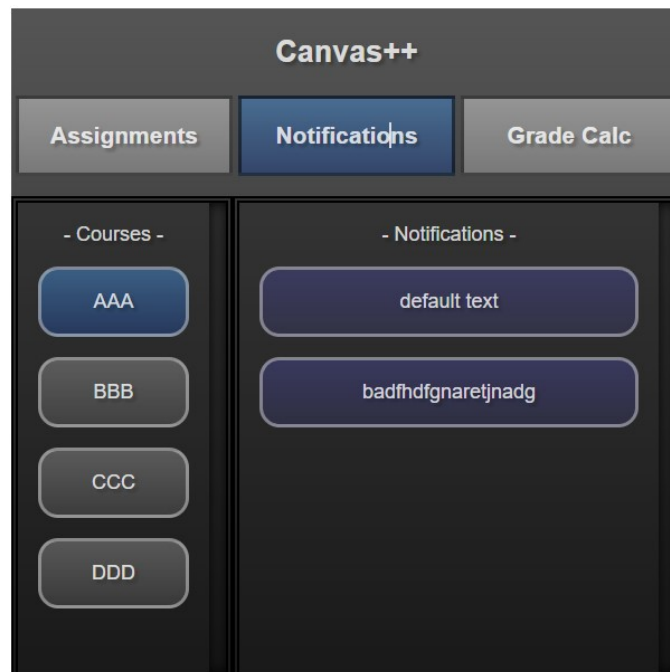 Canvas++
Assignments
Notifications
Grade Calc
- Courses -
AAA
BBB
CCC
DDD
- Notifications -
default text
badfhdfgnaretjnadg